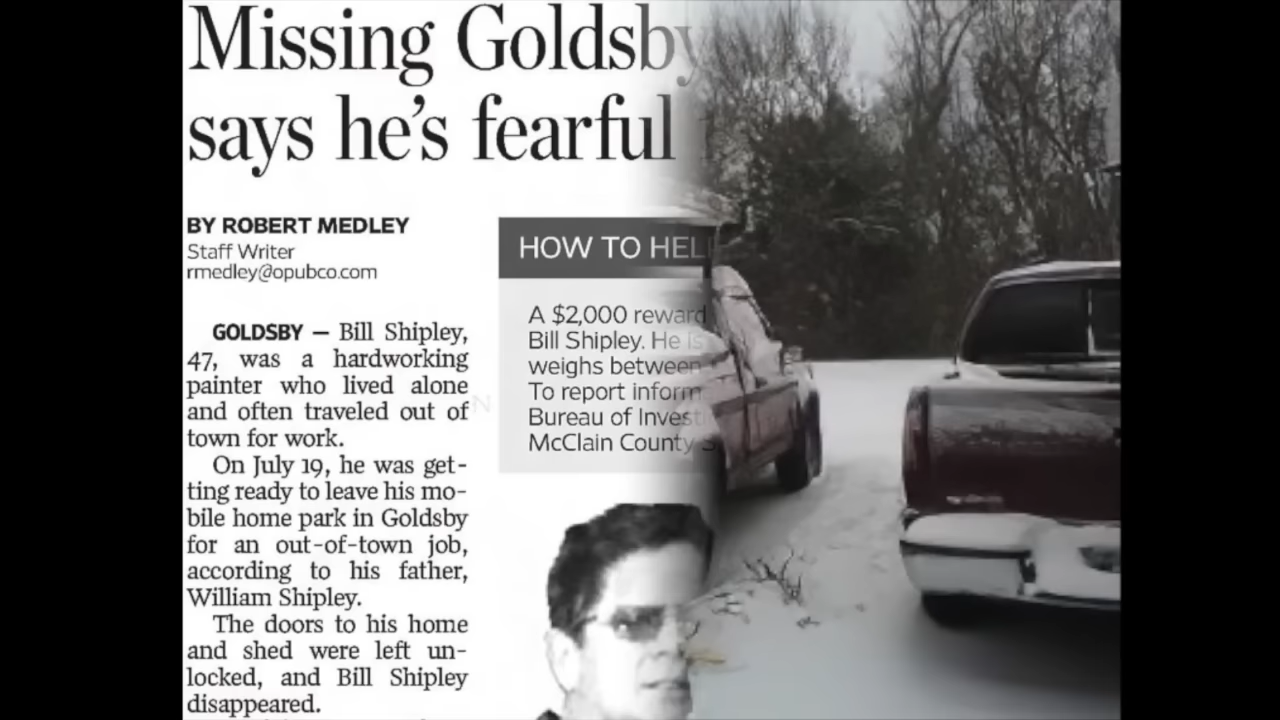 Missing Goldsby
says he's fearful
BY ROBERT MEDLEY
Staff Writer
rmedley@opubco.com
GOLDSBY — Bill Shipley,
47, was a hardworking
painter who lived alone
and often traveled out of
town for work.
On July 19, he was get-
ting ready to leave his mo-
bile home park in Goldsby
for an out-of-town job,
according to his father,
William Shipley.
The doors to his home
and shed were left un-
locked, and Bill Shipley
disappeared.
HOW TO HEL
A $2,000 reward
Bill Shipley. He is
weighs between
To report inform
Bureau of Investi
McClain County S